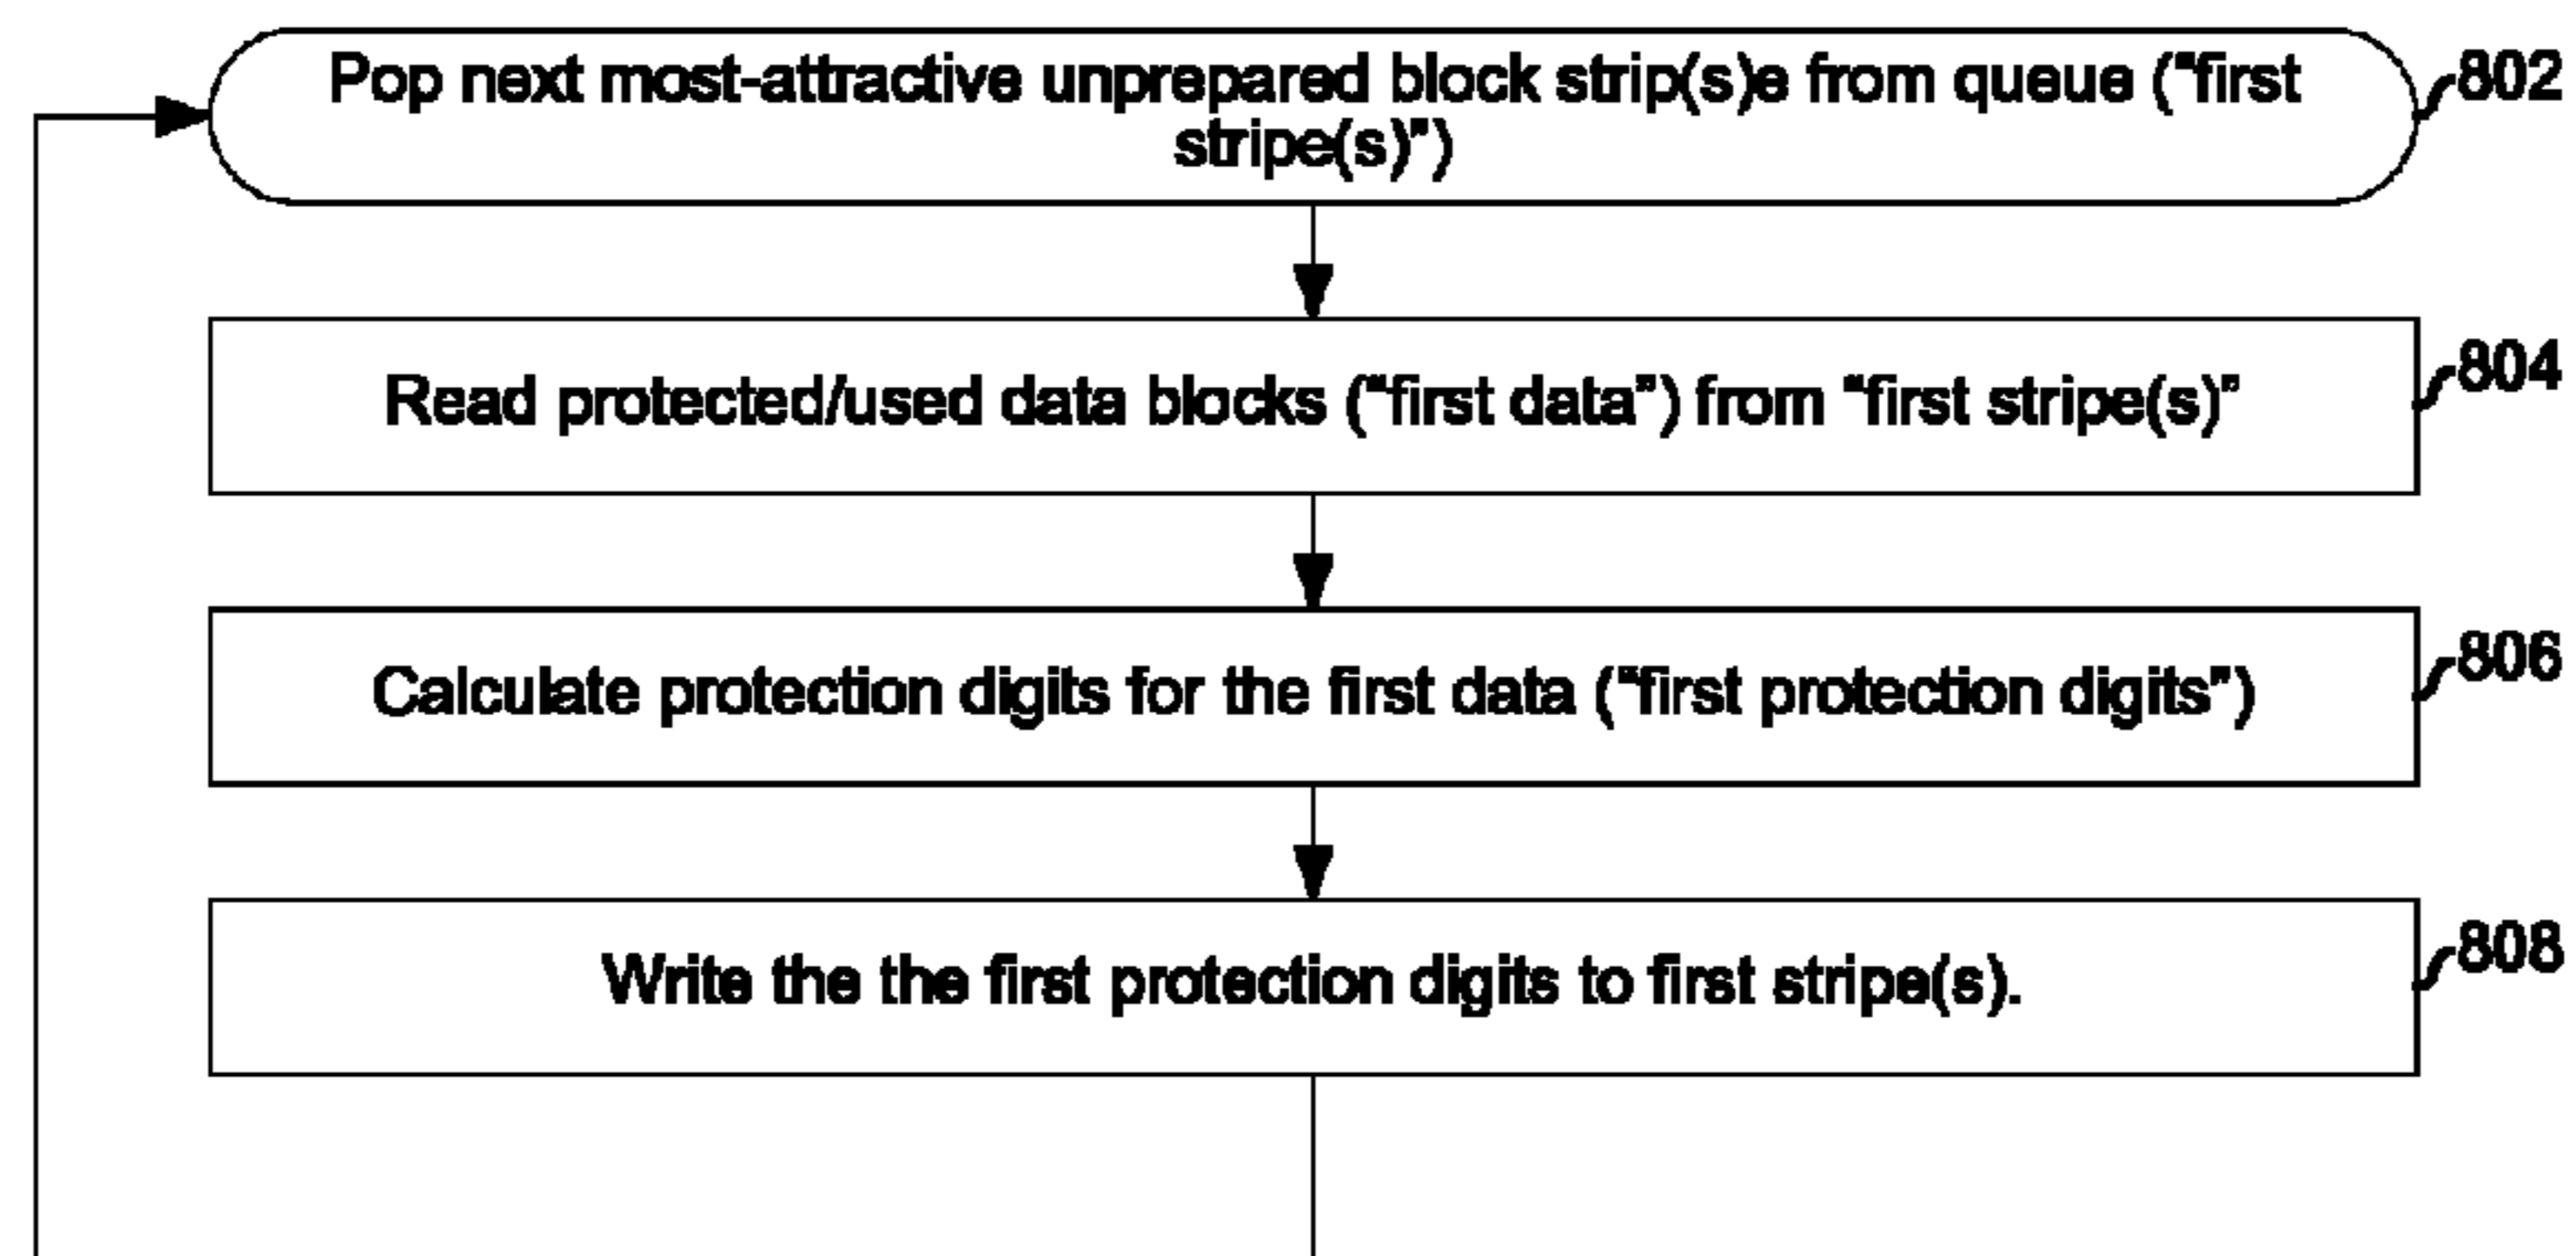 Pop next most-attractive unprepared block strip(s)e from queue (“first
stripe(s)”)
802
Read protected/used data blocks (“first data”) from “first stripe(s)”
804
Calculate protection digits for the first data (“first protection digits”)
806
Write the the first protection digits to first stripe(s).
808